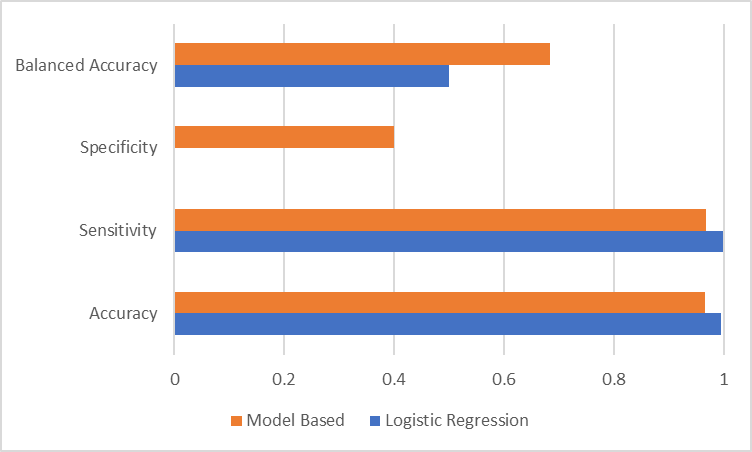 Balanced Accuracy
Specificity
Sensitivity
Accuracy
0 0.2 0.4 0.6 0.8 1
Model Based Logistic Regression